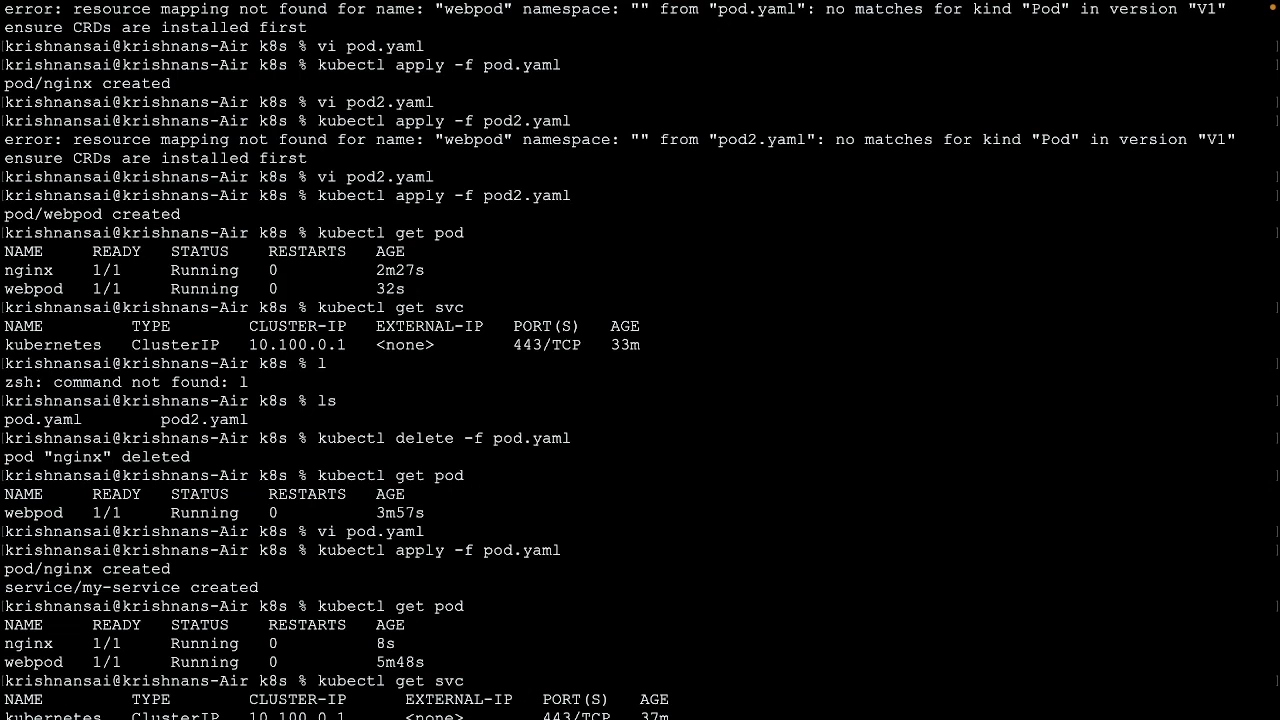 error: resource mapping not found for name: "webpod" namespace: "" from "pod.yaml": no matches for kind "Pod" in version "V1"
ensure CRDs are installed first
krishnansai@krishnans-Air k8s % vi pod.yaml
krishnansai@krishnans-Air k8s % kubectl apply -f pod.yaml
pod/nginx created
krishnansai@krishnans-Air k8s % vi pod2.yaml
krishnansai@krishnans-Air k8s % kubectl apply -f pod2.yaml
error: resource mapping not found for name: "webpod" namespace: "" from "pod2.yaml": no matches for kind "Pod" in version "V1"
ensure CRDs are installed first
krishnansai@krishnans-Air k8s % vi pod2.yaml
krishnansai@krishnans-Air k8s % kubectl apply -f pod2.yaml
pod/webpod created
krishnansai@krishnans-Air k8s % kubectl get pod
NAME     READY   STATUS    RESTARTS   AGE
nginx    1/1     Running   0          2m27s
webpod   1/1     Running   0          32s
krishnansai@krishnans-Air k8s % kubectl get svc
NAME         TYPE        CLUSTER-IP   EXTERNAL-IP   PORT(S)   AGE
kubernetes   ClusterIP   10.100.0.1   <none>        443/TCP   33m
krishnansai@krishnans-Air k8s % l
zsh: command not found: l
krishnansai@krishnans-Air k8s % ls
pod.yaml        pod2.yaml
krishnansai@krishnans-Air k8s % kubectl delete -f pod.yaml
pod "nginx" deleted
krishnansai@krishnans-Air k8s % kubectl get pod
NAME     READY   STATUS    RESTARTS   AGE
webpod   1/1     Running   0          3m57s
krishnansai@krishnans-Air k8s % vi pod.yaml
krishnansai@krishnans-Air k8s % kubectl apply -f pod.yaml
pod/nginx created
service/my-service created
krishnansai@krishnans-Air k8s % kubectl get pod
NAME     READY   STATUS    RESTARTS   AGE
nginx    1/1     Running   0          8s
webpod   1/1     Running   0          5m48s
krishnansai@krishnans-Air k8s % kubectl get svc
NAME         TYPE        CLUSTER-IP      EXTERNAL-IP   PORT(S)   AGE
kubernetes   ClusterIP   10.100.0.1      <none>        443/TCP   37m